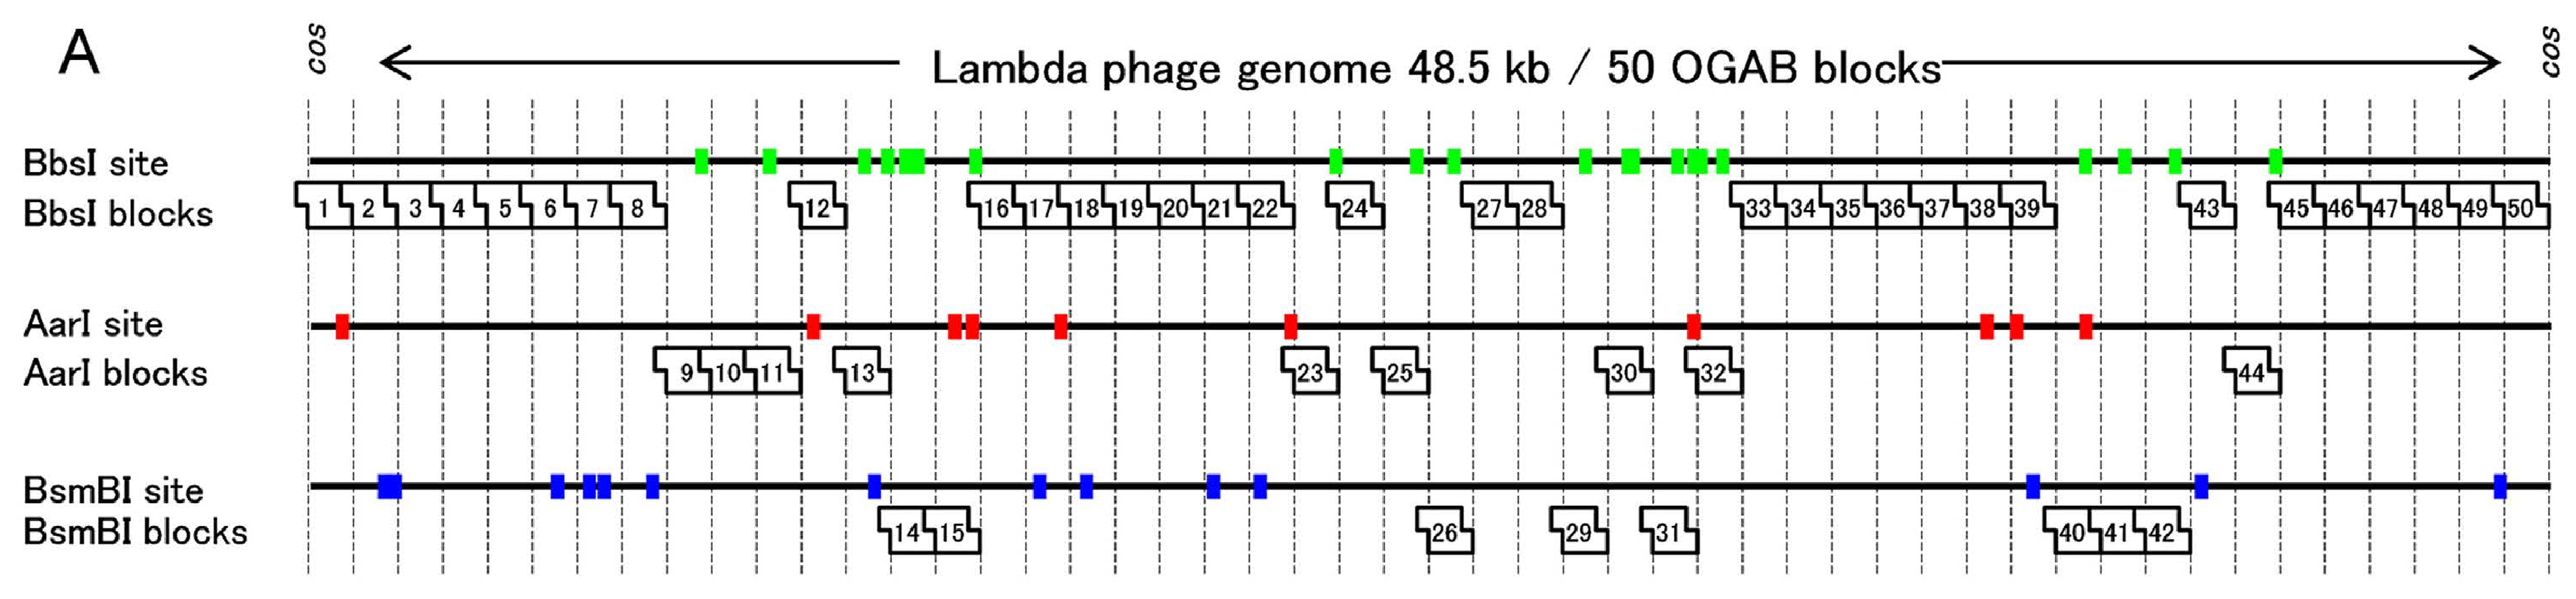 A
cos
Lambda phage genome 48.5 kb / 50 OGAB blocks
cos
BbsI site
BbsI blocks
1 2 3 4 5 6 7 8 12 16 17 18 19 20 21 22 24 27 28 33 34 35 36 37 38 39 43 45 46 47 48 49 50
AarI site
AarI blocks
9 10 11 13 23 25 30 32 44
BsmBI site
BsmBI blocks
14 15 26 29 31 40 41 42